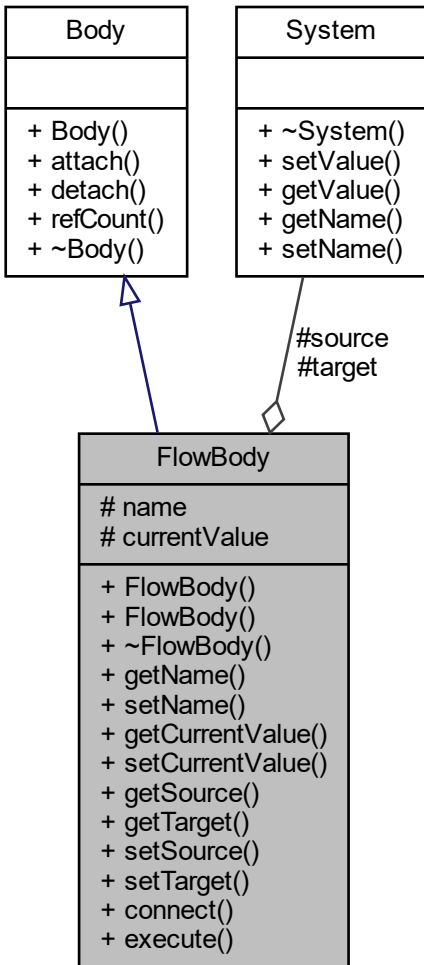 Body
+ Body()
+ attach()
+ detach()
+ refCount()
+ ~Body()
System
+ ~System()
+ setValue()
+ getValue()
+ getName()
+ setName()
#source
#target
FlowBody
# name
# currentValue
+ FlowBody()
+ FlowBody()
+ ~FlowBody()
+ getName()
+ setName()
+ getCurrentValue()
+ setCurrentValue()
+ getSource()
+ getTarget()
+ setSource()
+ setTarget()
+ connect()
+ execute()